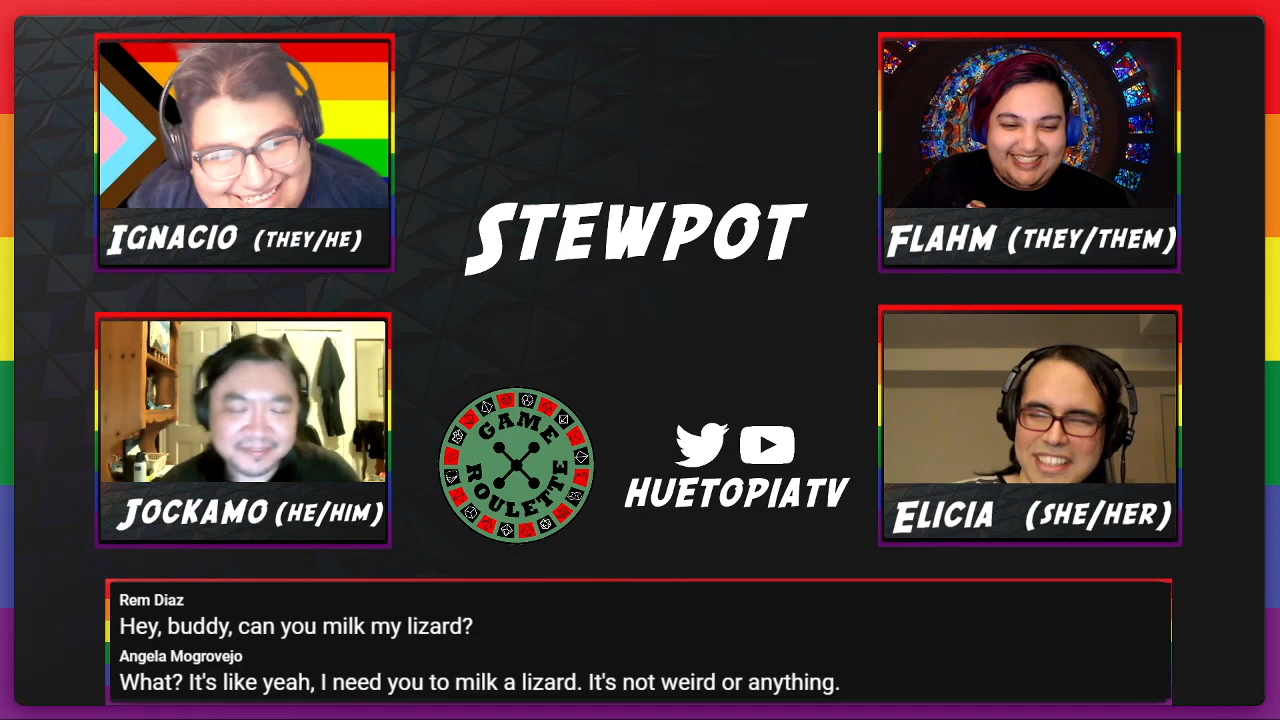 IGNACIO (THEY/HE)
FLAHM (THEY/THEM)
STEWPOT
JOCKAMO (HE/HIM)
GAME
ROULETTE
HUETOPIATV
ELICIA (SHE/HER)
Rem Diaz
Hey, buddy, can you milk my lizard?
Angela Mogrovejo
What? It's like yeah, I need you to milk a lizard. It's not weird or anything.